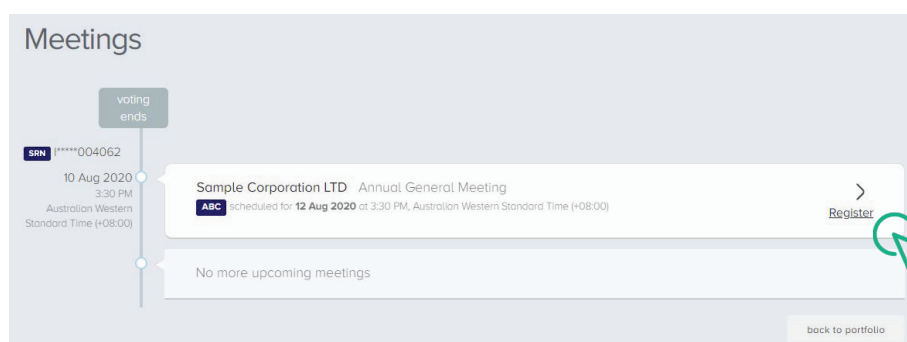 Meetings
voting
ends
SRN I*****004062
10 Aug 2020
3:30 PM
Australian Western
Standard Time (+08:00)
Sample Corporation LTD Annual General Meeting
ABC scheduled for 12 Aug 2020 at 3:30 PM, Australian Western Standard Time (+08:00)
Register
No more upcoming meetings
back to portfolio